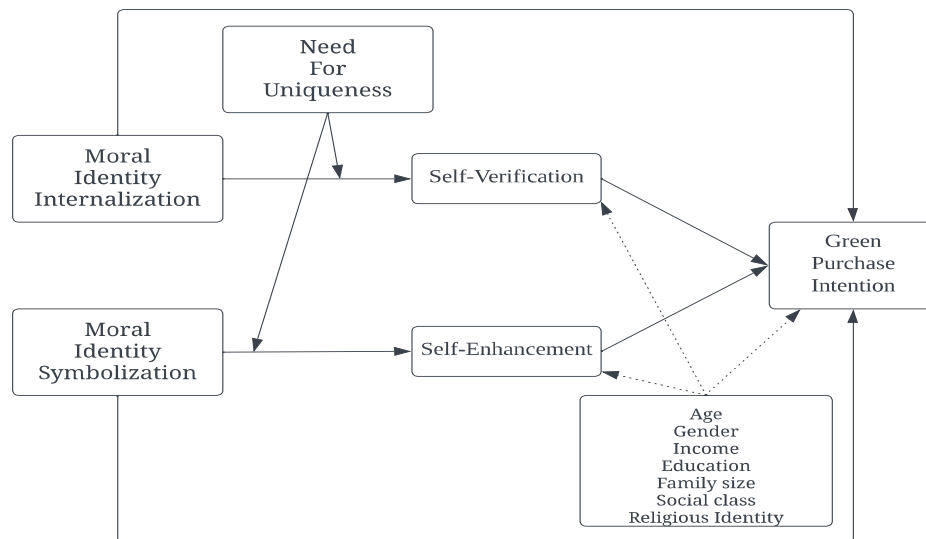 Need
For
Uniqueness
Moral
Identity
Internalization
Self-Verification
Green
Purchase
Intention
Moral
Identity
Symbolization
Self-Enhancement
Age
Gender
Income
Education
Family size
Social class
Religious Identity